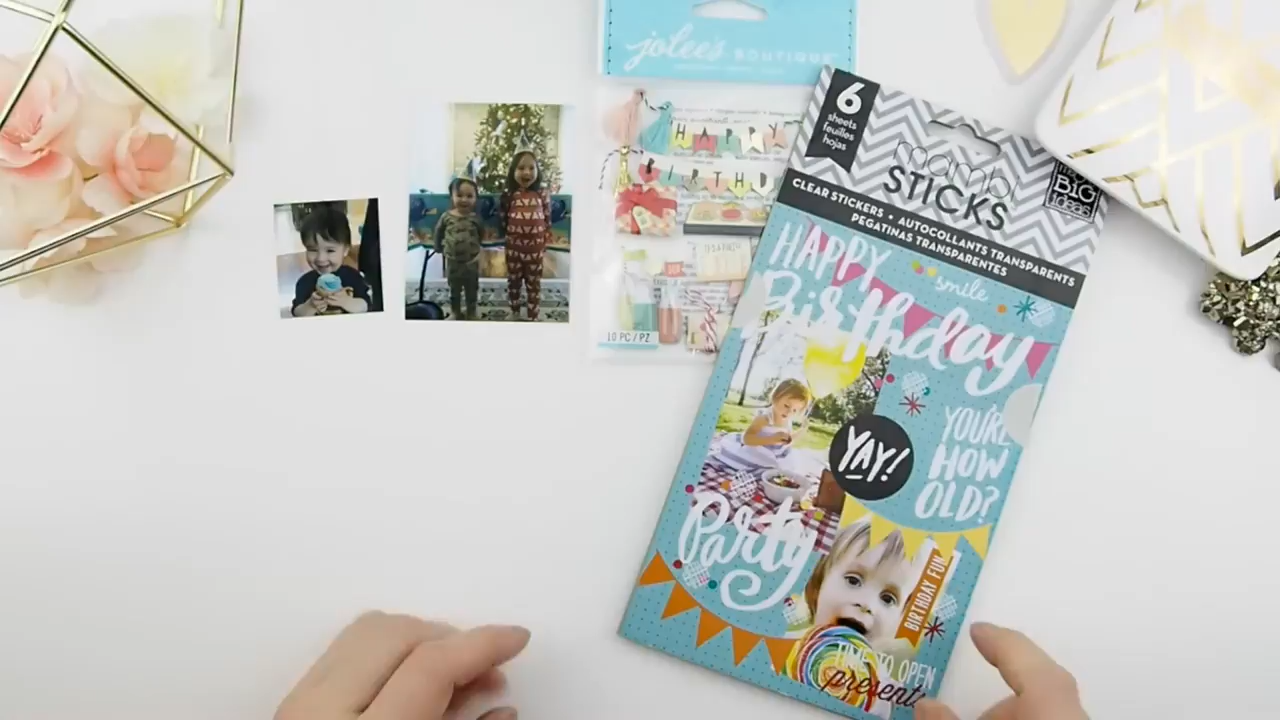 jolee's BOUTIQUE
HAPPY
BIRTHD
10 PC / PZ
6
sheets
feuilles
hojas
mambi
STICKS
me & my
BiG
ideas
CLEAR STICKERS • AUTOCOLLANTS TRANSPARENTS
PEGATINAS TRANSPARENTES
HAPPY
Birthday
smile
YAY!
YOU'RE
HOW
OLD?
Party
BIRTHDAY FUN
TIME TO OPEN
presents